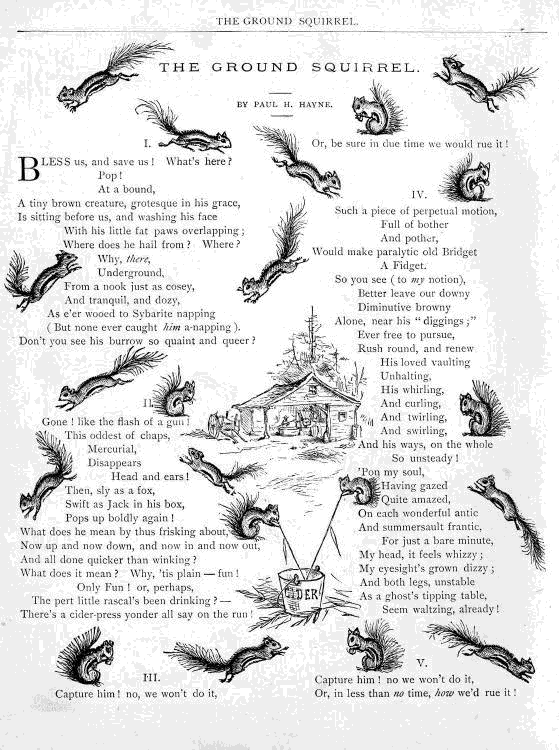 THE GROUND SQUIRREL.
THE GROUND SQUIRREL.
BY PAUL H. HAYNE.
I.
BLESS us, and save us! What's here?
Pop!
At a bound,
A tiny brown creature, grotesque in his grace,
Is sitting before us, and washing his face
With his little fat paws overlapping;
Where does he hail from? Where?
Why, there,
Underground,
From a nook just as cosey,
And tranquil, and dozy,
As e'er wooed to Sybarite napping
(But none ever caught him a-napping).
Don't you see his burrow so quaint and queer?
II.
Gone! like the flash of a gun!
This oddest of chaps,
Mercurial,
Disappears
Head and ears!
Then, sly as a fox,
Swift as Jack in his box,
Pops up boldly again!
What does he mean by thus frisking about,
Now up and now down, and now in and now out,
And all done quicker than winking?
What does it mean? Why, 'tis plain — fun!
Only Fun! or, perhaps,
The pert little rascal's been drinking? —
There's a cider-press yonder all say on the run!
III.
Capture him! no, we won't do it,
Or, be sure in due time we would rue it!
IV.
Such a piece of perpetual motion,
Full of bother
And pother,
Would make paralytic old Bridget
A Fidget.
So you see (to my notion),
Better leave our downy
Diminutive browny
Alone, near his "diggings;"
Ever free to pursue,
Rush round, and renew
His loved vaulting
Unhalting,
His whirling,
And curling,
And twirling,
And swirling,
And his ways, on the whole
So unsteady!
'Pon my soul,
Having gazed
Quite amazed,
On each wonderful antic
And summersault frantic,
For just a bare minute,
My head, it feels whizzy;
My eyesight's grown dizzy;
And both legs, unstable
As a ghost's tipping table,
Seem waltzing, already!
CIDER
V.
Capture him! no we won't do it,
Or, in less than no time, how we'd rue it!